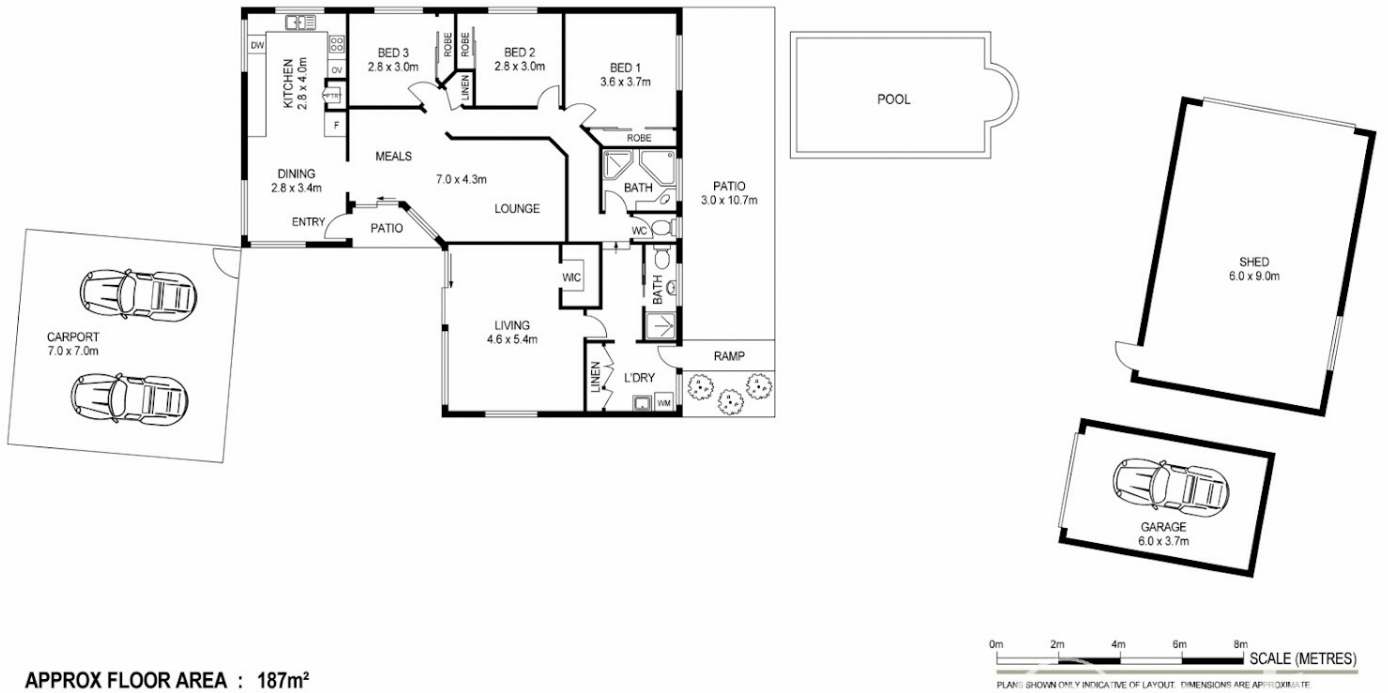 DW
KITCHEN
2.8 x 4.0m
OV
F
BED 3
2.8 x 3.0m
ROBE
ROBE
LINEN
BED 2
2.8 x 3.0m
BED 1
3.6 x 3.7m
ROBE
POOL
MEALS
7.0 x 4.3m
LOUNGE
DINING
2.8 x 3.4m
ENTRY
PATIO
BATH
WC
PATIO
3.0 x 10.7m
WIC
BATH
LIVING
4.6 x 5.4m
LINEN
L'DRY
WM
RAMP
CARPORT
7.0 x 7.0m
SHED
6.0 x 9.0m
GARAGE
6.0 x 3.7m
APPROX FLOOR AREA : 187m²
0m 2m 4m 6m 8m
SCALE (METRES)
PLANS SHOWN ONLY INDICATIVE OF LAYOUT. DIMENSIONS ARE APPROXIMATE